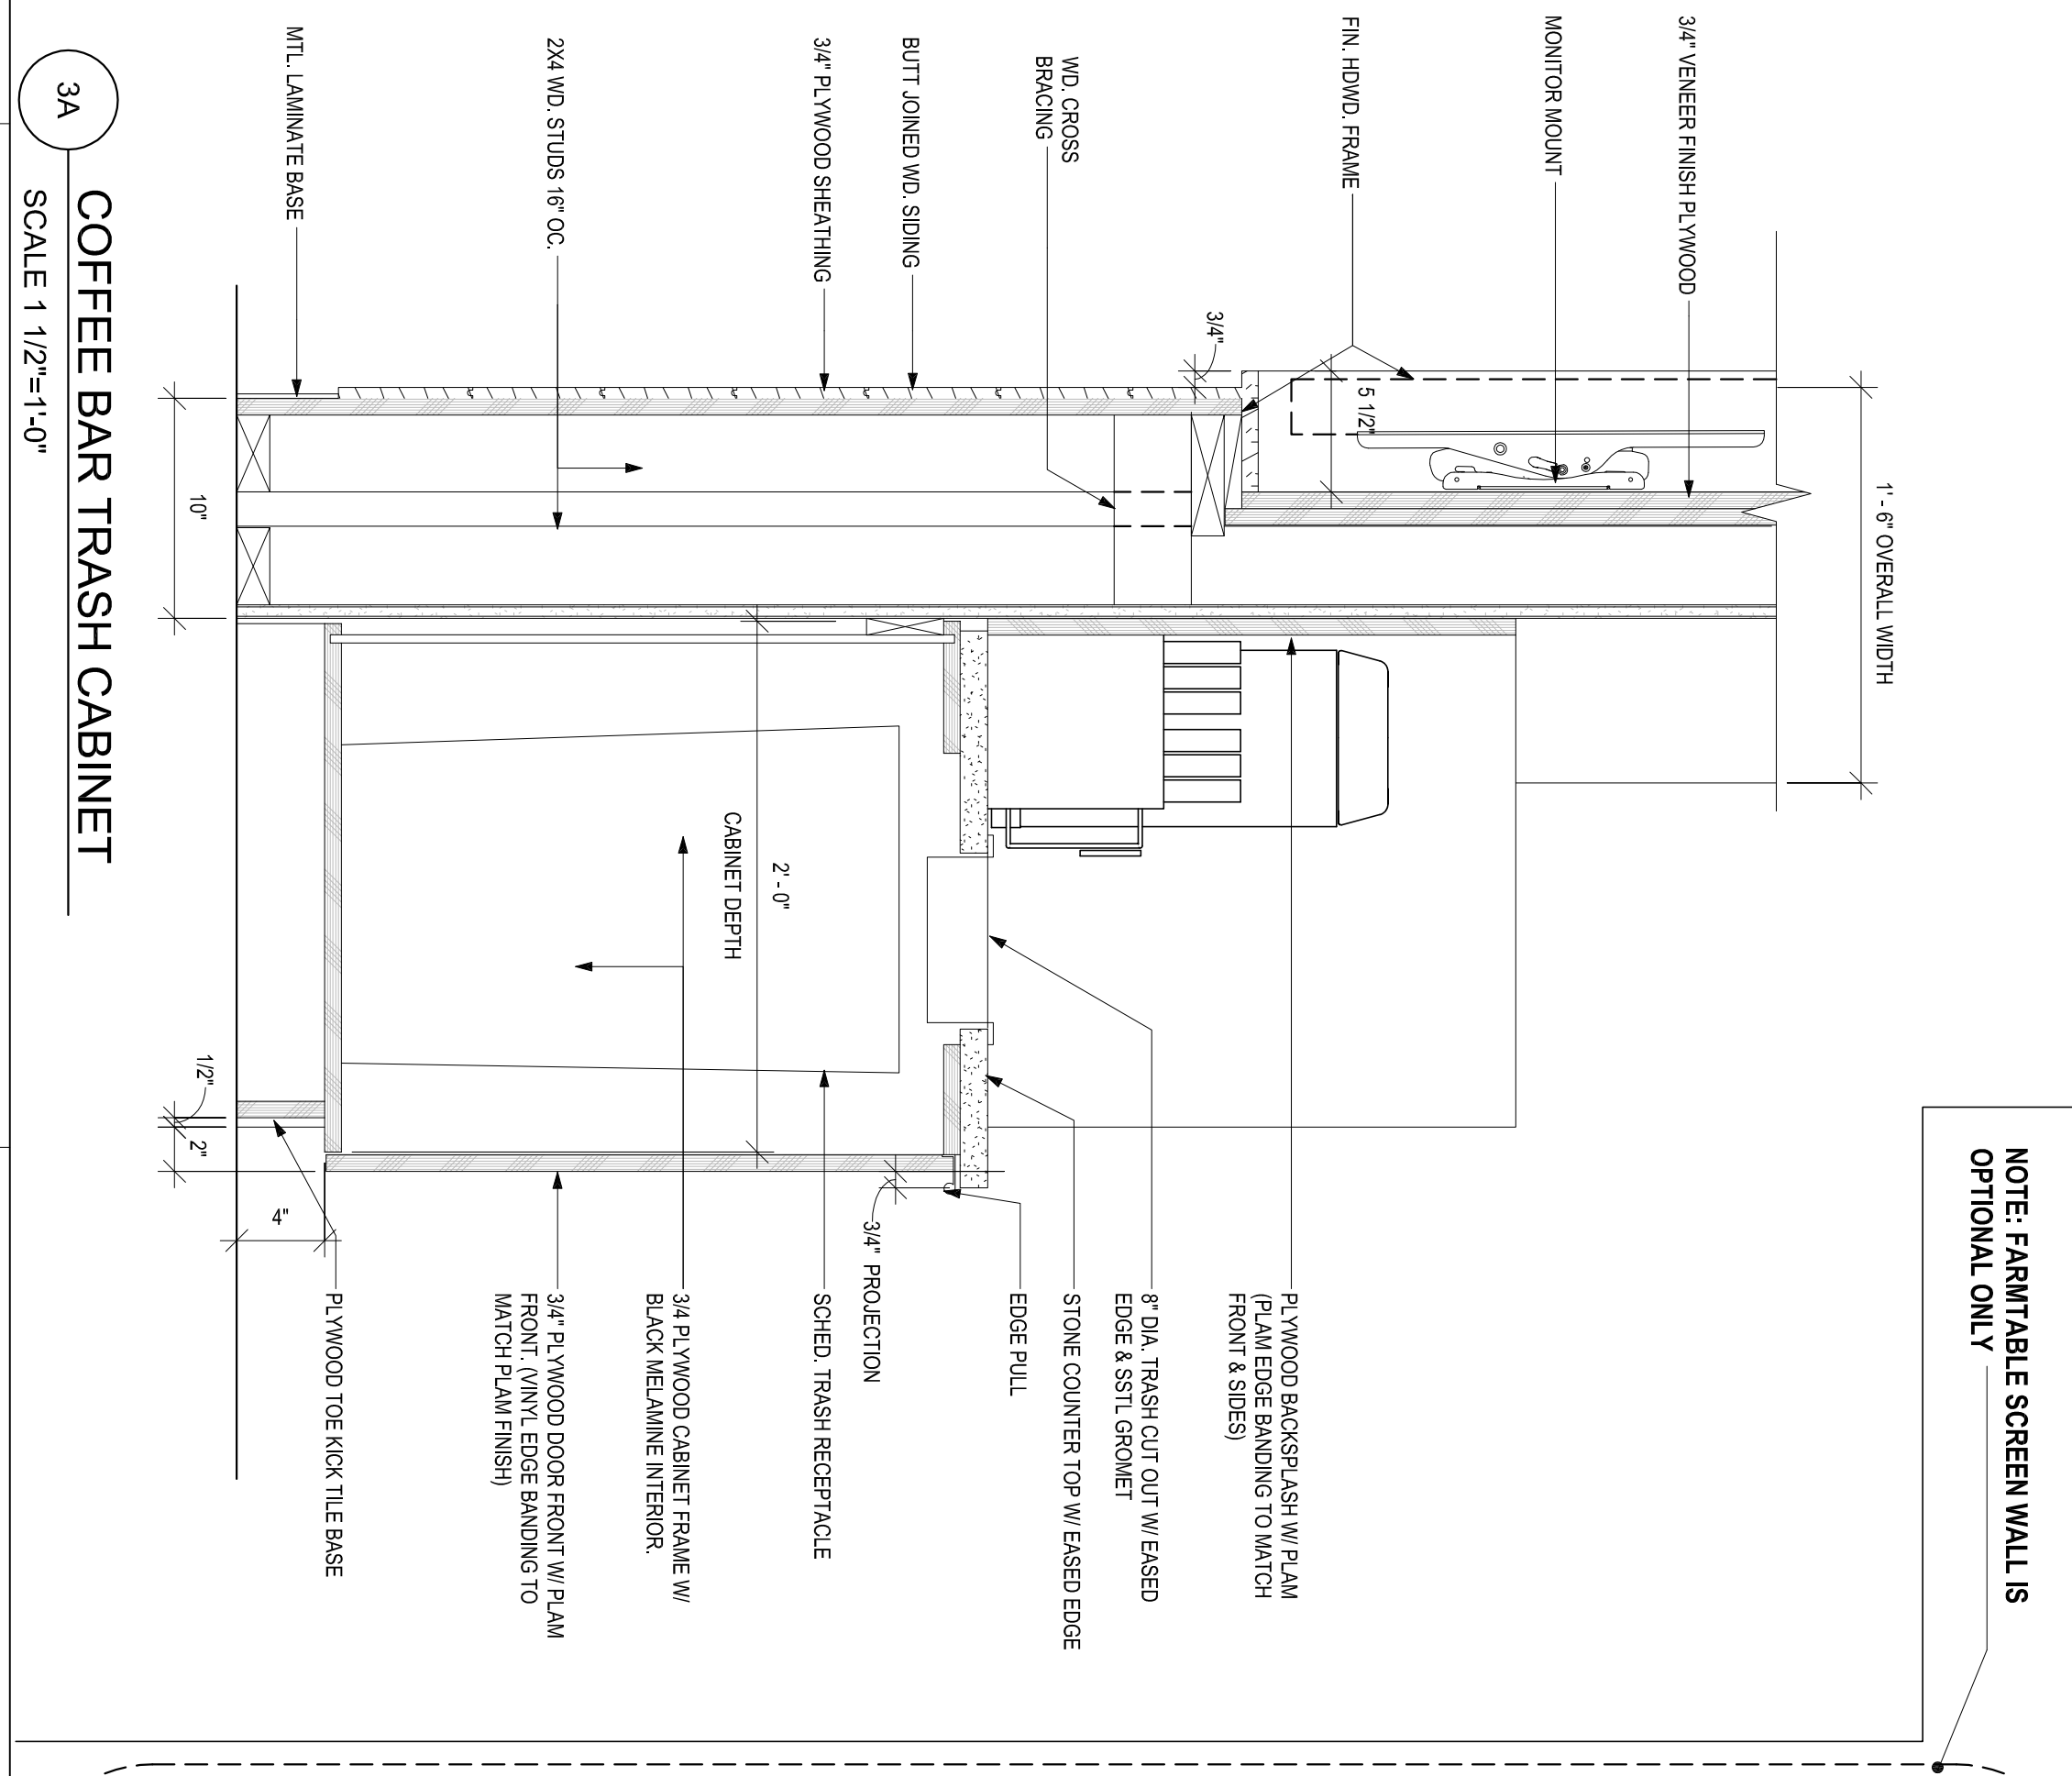 NOTE: FARMTABLE SCREEN WALL IS
OPTIONAL ONLY
1' - 6" OVERALL WIDTH
3/4" VENEER FINISH PLYWOOD
MONITOR MOUNT
FIN. HDWD. FRAME
5 1/2"
3/4"
WD. CROSS
BRACING
BUTT JOINED WD. SIDING
3/4" PLYWOOD SHEATHING
2X4 WD. STUDS 16" OC.
MTL. LAMINATE BASE
PLYWOOD BACKSPLASH W/ PLAM
(PLAM EDGE BANDING TO MATCH
FRONT & SIDES)
8" DIA. TRASH CUT OUT W/ EASED
EDGE & SSTL GROMET
STONE COUNTER TOP W/ EASED EDGE
EDGE PULL
3/4" PROJECTION
SCHED. TRASH RECEPTACLE
2' - 0"
CABINET DEPTH
3/4 PLYWOOD CABINET FRAME W/
BLACK MELAMINE INTERIOR.
3/4" PLYWOOD DOOR FRONT W/ PLAM
FRONT. (VINYL EDGE BANDING TO
MATCH PLAM FINISH)
PLYWOOD TOE KICK TILE BASE
4"
10"
1/2"
2"
3A
COFFEE BAR TRASH CABINET
SCALE 1 1/2"=1'-0"